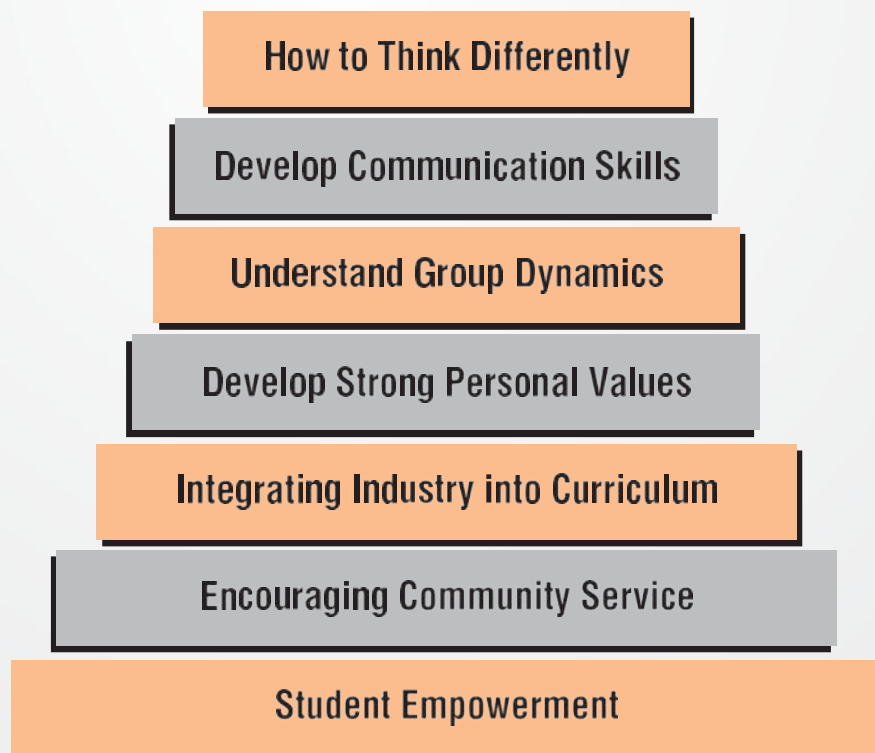 How to Think Differently
Develop Communication Skills
Understand Group Dynamics
Develop Strong Personal Values
Integrating Industry into Curriculum
Encouraging Community Service
Student Empowerment